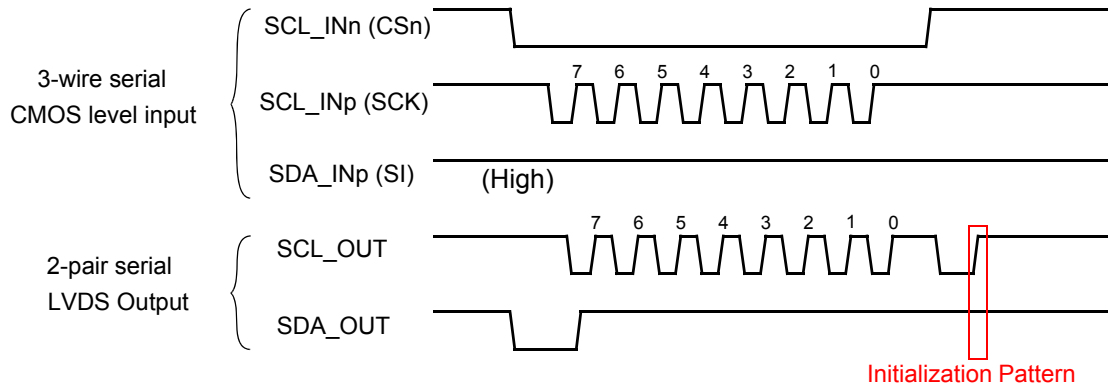 SCL_INn (CSn)
3-wire serial
CMOS level input
7 6 5 4 3 2 1 0
SCL_INp (SCK)
SDA_INp (SI)
(High)
2-pair serial
LVDS Output
7 6 5 4 3 2 1 0
SCL_OUT
SDA_OUT
Initialization Pattern